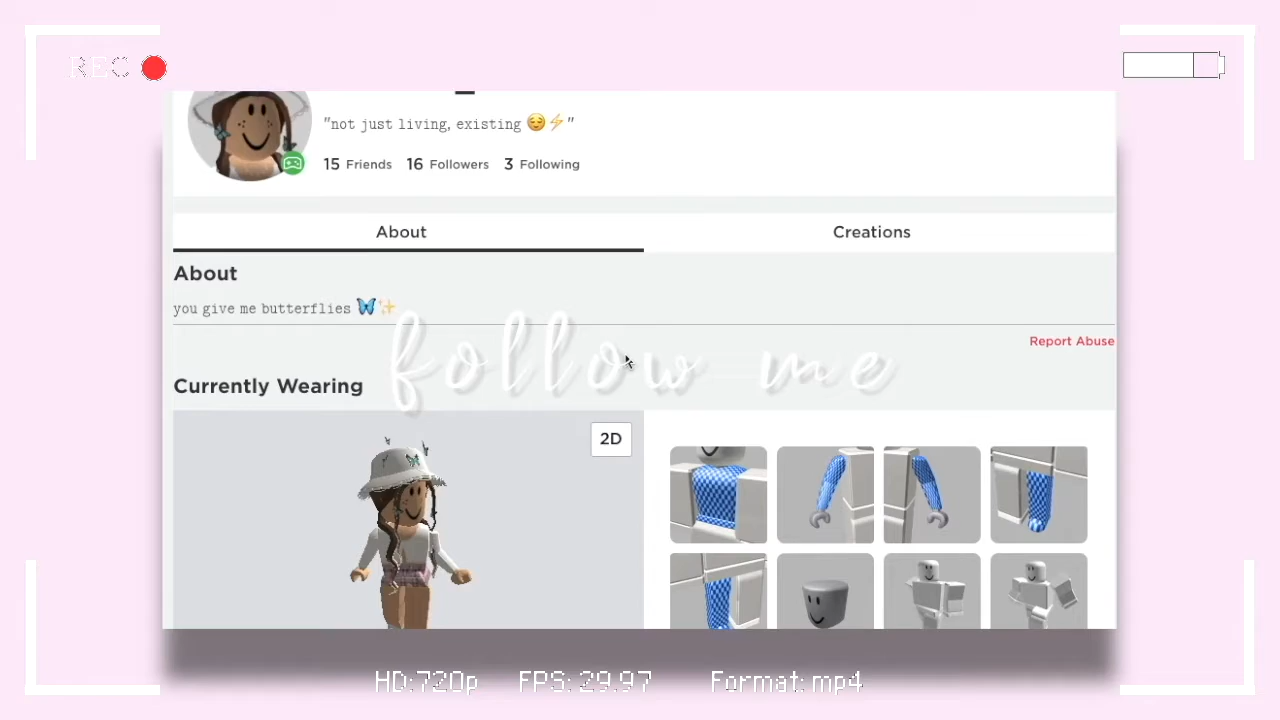 REC
"not just living, existing 😌⚡"
15 Friends 16 Followers 3 Following
About Creations
About
you give me butterflies 🦋✨
Report Abuse
follow me
Currently Wearing
2D
HD:720p FPS: 29.97 Format: mp4